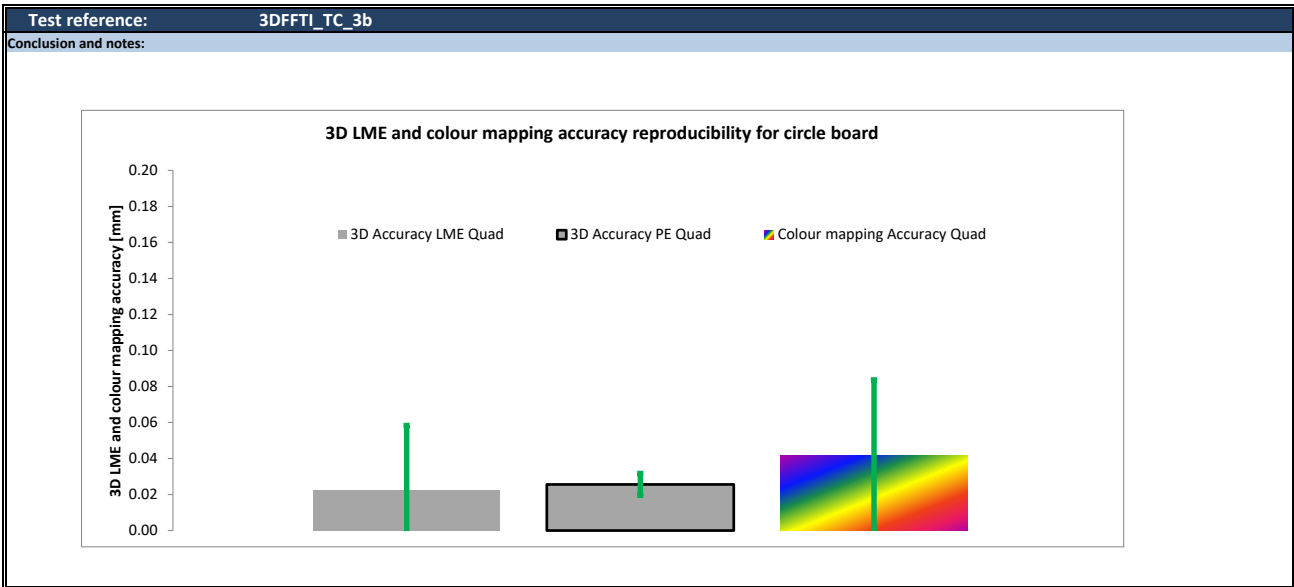 Test reference: 3DFFTI_TC_3b
Conclusion and notes:
3D LME and colour mapping accuracy reproducibility for circle board
3D LME and colour mapping accuracy [mm]
0.20
0.18
0.16
0.14
0.12
0.10
0.08
0.06
0.04
0.02
0.00
3D Accuracy LME Quad 3D Accuracy PE Quad Colour mapping Accuracy Quad